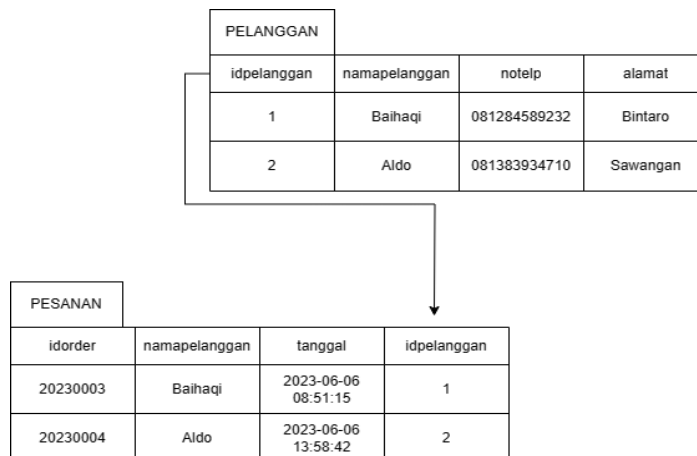 PELANGGAN
idpelanggan namapelanggan notelp alamat
1 Baihaqi 081284589232 Bintaro
2 Aldo 081383934710 Sawangan
PESANAN
idorder namapelanggan tanggal idpelanggan
20230003 Baihaqi 2023-06-06 08:51:15 1
20230004 Aldo 2023-06-06 13:58:42 2